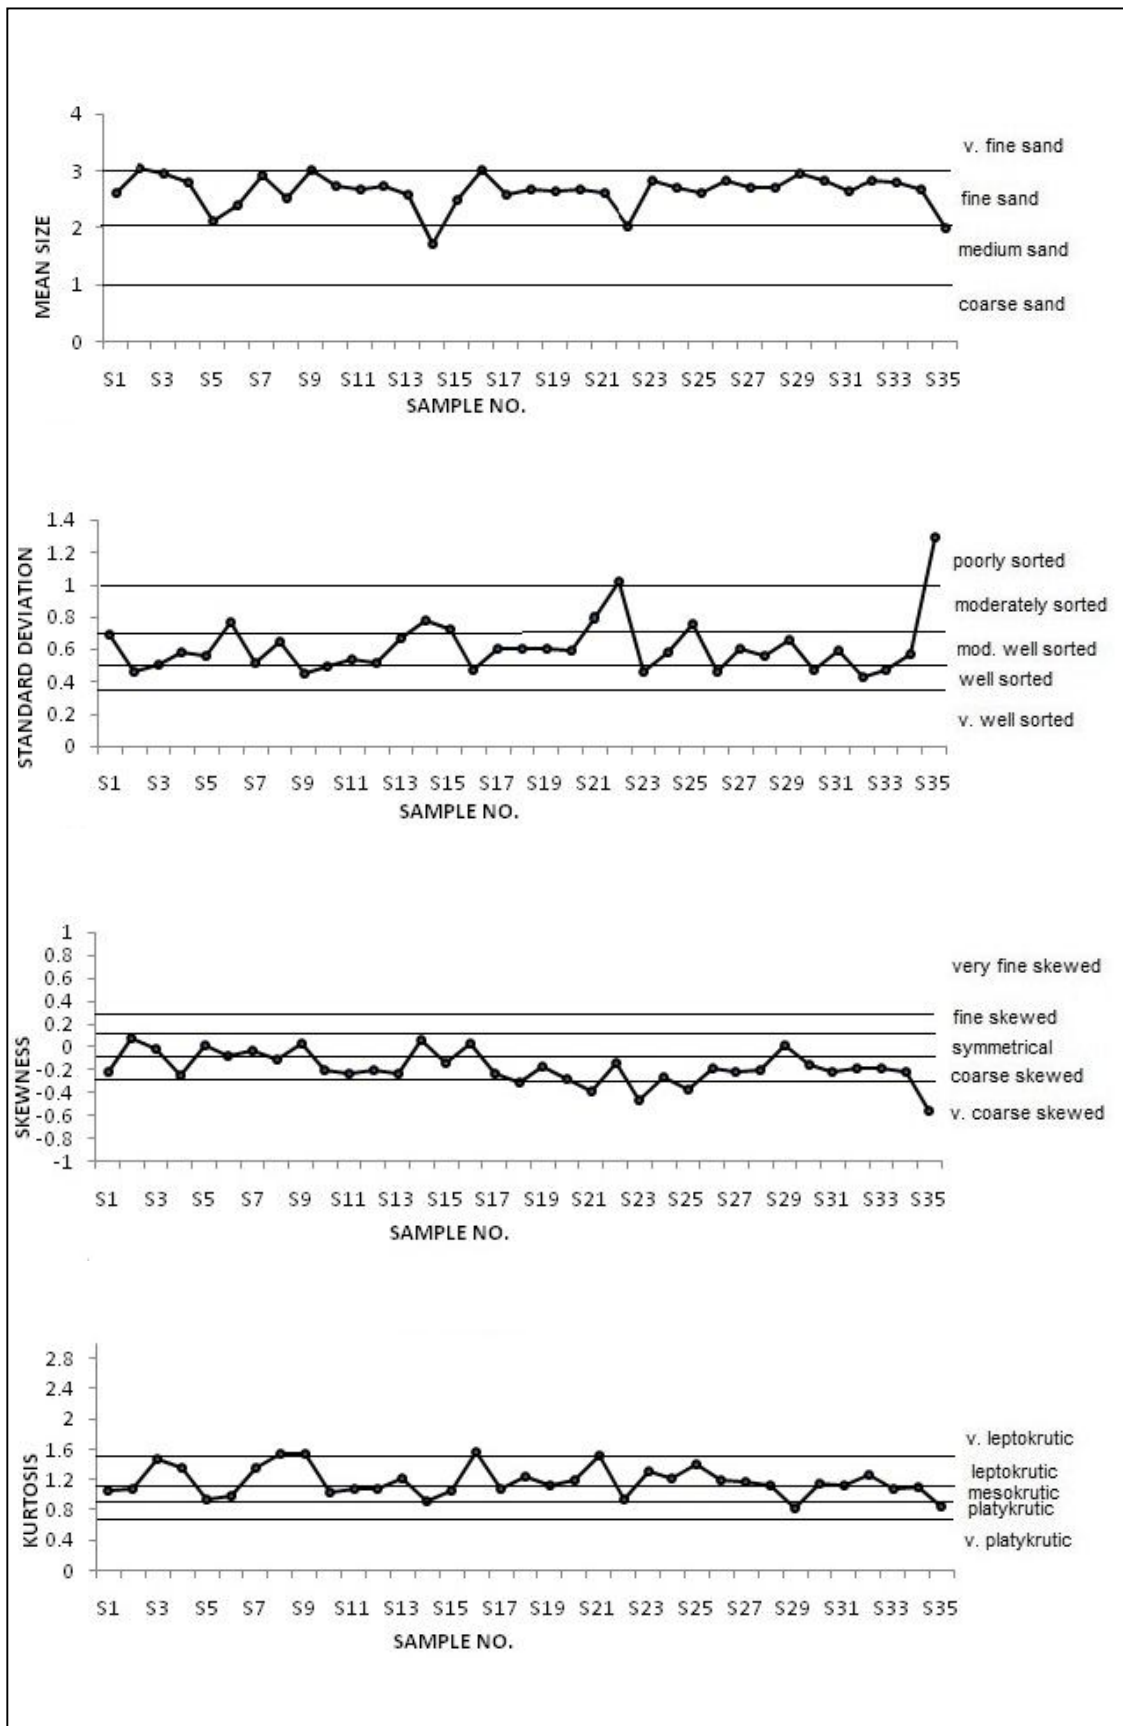 4
v. fine sand
3
fine sand
2
medium sand
1
coarse sand
0
MEAN SIZE
S1 S3 S5 S7 S9 S11 S13 S15 S17 S19 S21 S23 S25 S27 S29 S31 S33 S35
SAMPLE NO.
1.4
1.2
poorly sorted
1
moderately sorted
0.8
0.6
mod. well sorted
0.4
well sorted
0.2
v. well sorted
0
STANDARD DEVIATION
S1 S3 S5 S7 S9 S11 S13 S15 S17 S19 S21 S23 S25 S27 S29 S31 S33 S35
SAMPLE NO.
1
0.8
very fine skewed
0.6
0.4
0.2
fine skewed
0
symmetrical
-0.2
coarse skewed
-0.4
-0.6
v. coarse skewed
-0.8
-1
SKEWNESS
S1 S3 S5 S7 S9 S11 S13 S15 S17 S19 S21 S23 S25 S27 S29 S31 S33 S35
SAMPLE NO.
2.8
2.4
2
v. leptokrutic
1.6
leptokrutic
1.2
mesokrutic
0.8
platykrutic
0.4
v. platykrutic
0
KURTOSIS
S1 S3 S5 S7 S9 S11 S13 S15 S17 S19 S21 S23 S25 S27 S29 S31 S33 S35
SAMPLE NO.